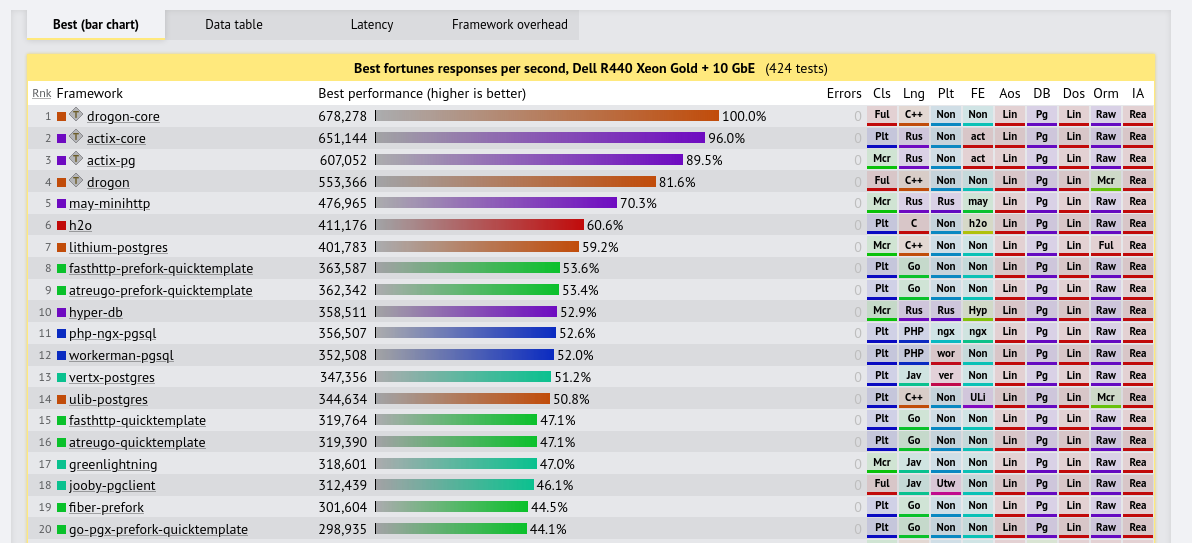 Best (bar chart) Data table Latency Framework overhead
Best fortunes responses per second, Dell R440 Xeon Gold + 10 GbE (424 tests)
Rnk Framework Best performance (higher is better) Errors Cls Lng Plt FE Aos DB Dos Orm IA
1 T drogon-core 678,278 100.0% 0 Ful C++ Non Non Lin Pg Lin Raw Rea
2 T actix-core 651,144 96.0% 0 Plt Rus Non act Lin Pg Lin Raw Rea
3 T actix-pg 607,052 89.5% 0 Mcr Rus Non act Lin Pg Lin Raw Rea
4 T drogon 553,366 81.6% 0 Ful C++ Non Non Lin Pg Lin Mcr Rea
5 may-minihttp 476,965 70.3% 0 Mcr Rus Rus may Lin Pg Lin Raw Rea
6 h2o 411,176 60.6% 0 Plt C Non h2o Lin Pg Lin Raw Rea
7 lithium-postgres 401,783 59.2% 0 Mcr C++ Non Non Lin Pg Lin Ful Rea
8 fasthttp-prefork-quicktemplate 363,587 53.6% 0 Plt Go Non Non Lin Pg Lin Raw Rea
9 atreugo-prefork-quicktemplate 362,342 53.4% 0 Plt Go Non Non Lin Pg Lin Raw Rea
10 hyper-db 358,511 52.9% 0 Mcr Rus Rus Hyp Lin Pg Lin Raw Rea
11 php-ngx-pgsql 356,507 52.6% 0 Plt PHP ngx ngx Lin Pg Lin Raw Rea
12 workerman-pgsql 352,508 52.0% 0 Plt PHP wor Non Lin Pg Lin Raw Rea
13 vertx-postgres 347,356 51.2% 0 Plt Jav ver Non Lin Pg Lin Raw Rea
14 ulib-postgres 344,634 50.8% 0 Plt C++ Non ULi Lin Pg Lin Mcr Rea
15 fasthttp-quicktemplate 319,764 47.1% 0 Plt Go Non Non Lin Pg Lin Raw Rea
16 atreugo-quicktemplate 319,390 47.1% 0 Plt Go Non Non Lin Pg Lin Raw Rea
17 greenlightning 318,601 47.0% 0 Mcr Jav Non Non Lin Pg Lin Raw Rea
18 jooby-pgclient 312,439 46.1% 0 Ful Jav Utw Non Lin Pg Lin Raw Rea
19 fiber-prefork 301,604 44.5% 0 Plt Go Non Non Lin Pg Lin Raw Rea
20 go-pgx-prefork-quicktemplate 298,935 44.1% 0 Plt Go Non Non Lin Pg Lin Raw Rea